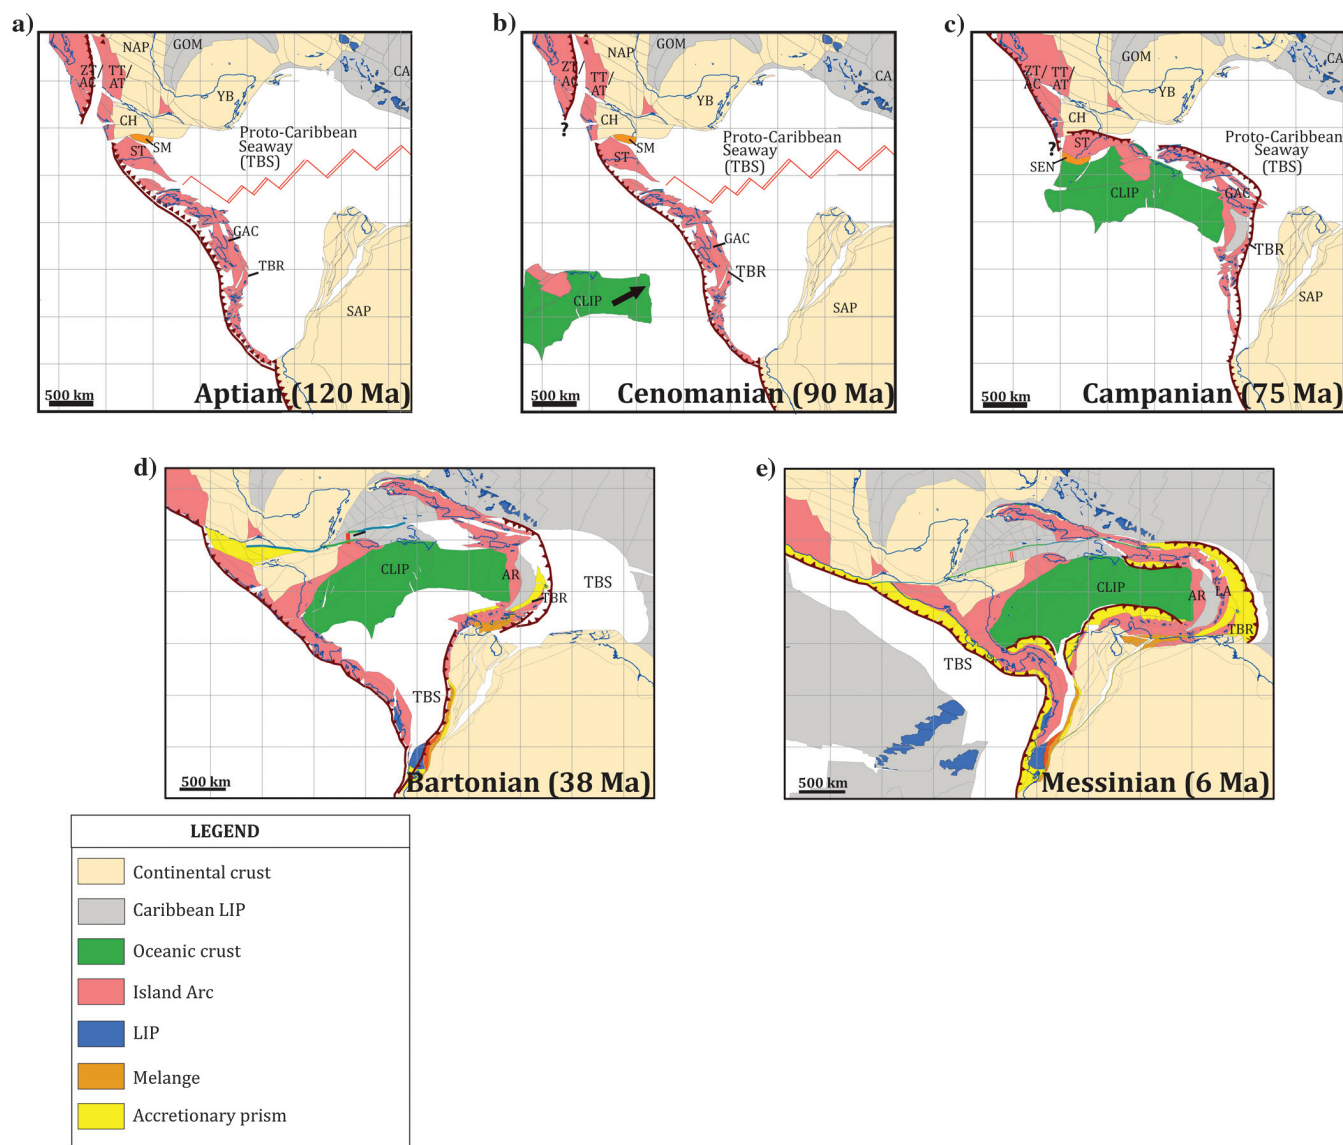 a)
ZT/
AC
TT/
AT
NAP
GOM
CA
YB
CH
SM
ST
Proto-Caribbean
Seaway
(TBS)
GAC
TBR
SAP
500 km
Aptian (120 Ma)
b)
ZT/
AC
TT/
AT
NAP
GOM
CA
YB
?
CH
SM
ST
Proto-Caribbean
Seaway
(TBS)
GAC
TBR
CLIP
SAP
500 km
Cenomanian (90 Ma)
c)
ZT/
AC
TT/
AT
NAP
GOM
CA
YB
CH
?
ST
SEN
Proto-Caribbean
Seaway
(TBS)
CLIP
GAC
TBR
SAP
500 km
Campanian (75 Ma)
d)
CLIP
AR
TBS
TBR
TBS
500 km
Bartonian (38 Ma)
e)
CLIP
AR
LA
TBR
TBS
500 km
Messinian (6 Ma)
LEGEND
Continental crust
Caribbean LIP
Oceanic crust
Island Arc
LIP
Melange
Accretionary prism